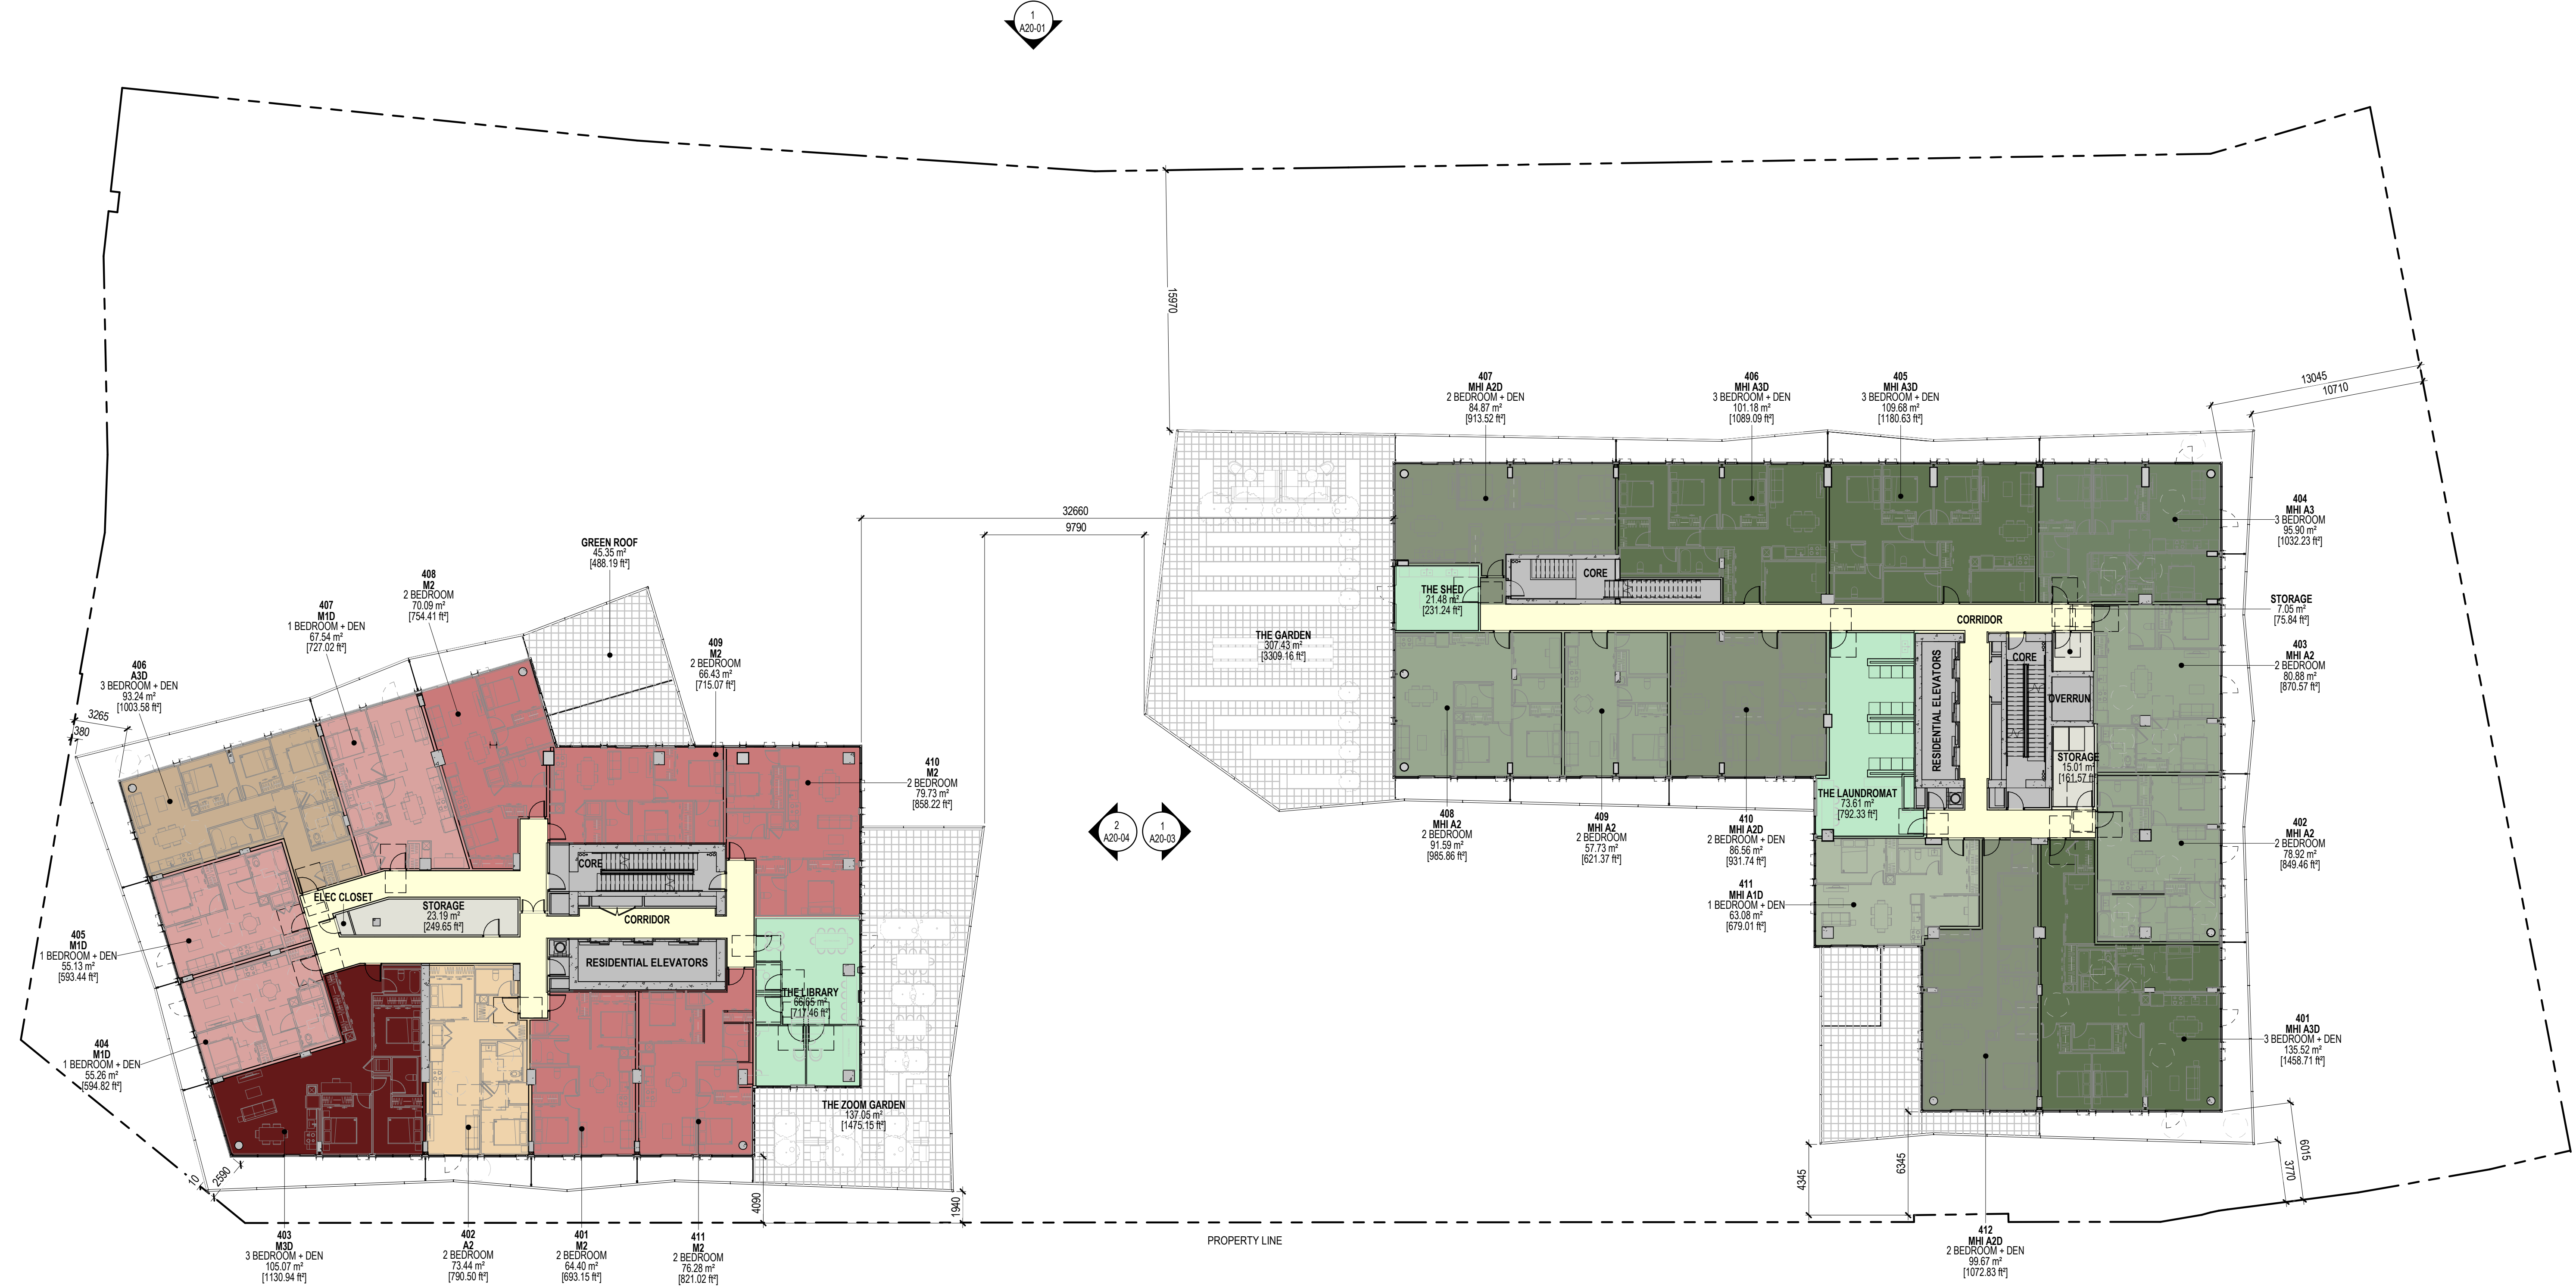 1
A20-01
15970
13045
10710
407
MHI A2D
2 BEDROOM + DEN
84.87 m²
[913.52 ft²]
406
MHI A3D
3 BEDROOM + DEN
101.18 m²
[1089.09 ft²]
405
MHI A3D
3 BEDROOM + DEN
109.68 m²
[1180.63 ft²]
404
MHI A3
3 BEDROOM
95.90 m²
[1032.23 ft²]
32660
9790
GREEN ROOF
45.35 m²
[488.19 ft²]
408
M2
2 BEDROOM
70.09 m²
[754.41 ft²]
407
M1D
1 BEDROOM + DEN
67.54 m²
[727.02 ft²]
409
M2
2 BEDROOM
66.43 m²
[715.07 ft²]
406
A3D
3 BEDROOM + DEN
93.24 m²
[1003.58 ft²]
3265
380
410
M2
2 BEDROOM
79.73 m²
[858.22 ft²]
CORE
ELEC CLOSET
STORAGE
23.19 m²
[249.65 ft²]
CORRIDOR
RESIDENTIAL ELEVATORS
405
M1D
1 BEDROOM + DEN
55.13 m²
[593.44 ft²]
THE LIBRARY
66.65 m²
[717.46 ft²]
404
M1D
1 BEDROOM + DEN
55.26 m²
[594.82 ft²]
THE ZOOM GARDEN
137.05 m²
[1475.15 ft²]
10
2590
4090
1940
403
M3D
3 BEDROOM + DEN
105.07 m²
[1130.94 ft²]
402
A2
2 BEDROOM
73.44 m²
[790.50 ft²]
401
M2
2 BEDROOM
64.40 m²
[693.15 ft²]
411
M2
2 BEDROOM
76.28 m²
[821.02 ft²]
THE SHED
21.48 m²
[231.24 ft²]
CORE
THE GARDEN
307.43 m²
[3309.16 ft²]
CORRIDOR
STORAGE
7.05 m²
[75.84 ft²]
403
MHI A2
2 BEDROOM
80.88 m²
[870.57 ft²]
RESIDENTIAL ELEVATORS
CORE
OVERRUN
STORAGE
15.01 m²
[161.57 ft²]
THE LAUNDROMAT
73.61 m²
[792.33 ft²]
2
A20-04
1
A20-03
408
MHI A2
2 BEDROOM
91.59 m²
[985.86 ft²]
409
MHI A2
2 BEDROOM
57.73 m²
[621.37 ft²]
410
MHI A2D
2 BEDROOM + DEN
86.56 m²
[931.74 ft²]
402
MHI A2
2 BEDROOM
78.92 m²
[849.46 ft²]
411
MHI A1D
1 BEDROOM + DEN
63.08 m²
[679.01 ft²]
401
MHI A3D
3 BEDROOM + DEN
135.52 m²
[1458.71 ft²]
4345
6345
3770
6015
412
MHI A2D
2 BEDROOM + DEN
99.67 m²
[1072.83 ft²]
PROPERTY LINE